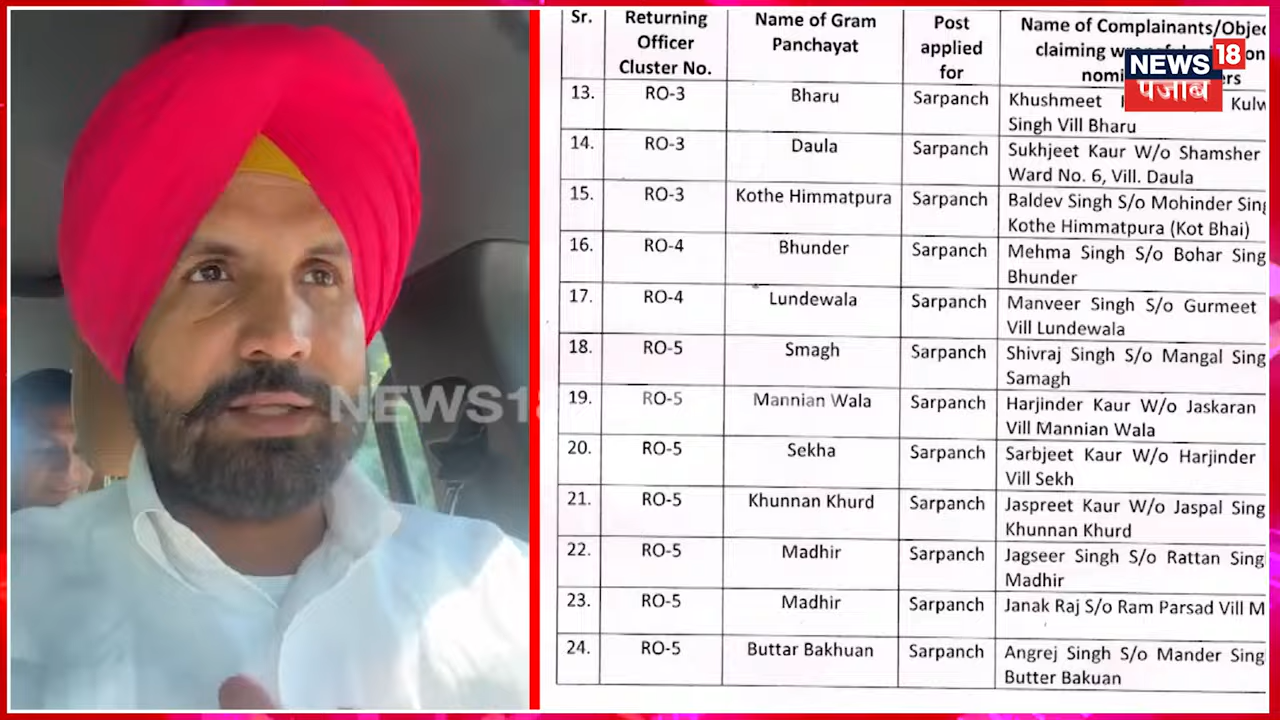 NEWS 18
ਪੰਜਾਬ
NEWS18
Sr. Returning Officer Cluster No. Name of Gram Panchayat Post applied for Name of Complainants/Objec
claiming
nomi
13. RO-3 Bharu Sarpanch Khushmeet Kulw
Singh Vill Bharu
14. RO-3 Daula Sarpanch Sukhjeet Kaur W/o Shamsher
Ward No. 6, Vill. Daula
15. RO-3 Kothe Himmatpura Sarpanch Baldev Singh S/o Mohinder Sing
Kothe Himmatpura (Kot Bhai)
16. RO-4 Bhunder Sarpanch Mehma Singh S/o Bohar Sing
Bhunder
17. RO-4 Lundewala Sarpanch Manveer Singh S/o Gurmeet
Vill Lundewala
18. RO-5 Smagh Sarpanch Shivraj Singh S/o Mangal Sing
Samagh
19. RO-5 Mannian Wala Sarpanch Harjinder Kaur W/o Jaskaran
Vill Mannian Wala
20. RO-5 Sekha Sarpanch Sarbjeet Kaur W/o Harjinder
Vill Sekh
21. RO-5 Khunnan Khurd Sarpanch Jaspreet Kaur W/o Jaspal Sing
Khunnan Khurd
22. RO-5 Madhir Sarpanch Jagseer Singh S/o Rattan Sing
Madhir
23. RO-5 Madhir Sarpanch Janak Raj S/o Ram Parsad Vill M
24. RO-5 Buttar Bakhuan Sarpanch Angrej Singh S/o Mander Sing
Butter Bakuan